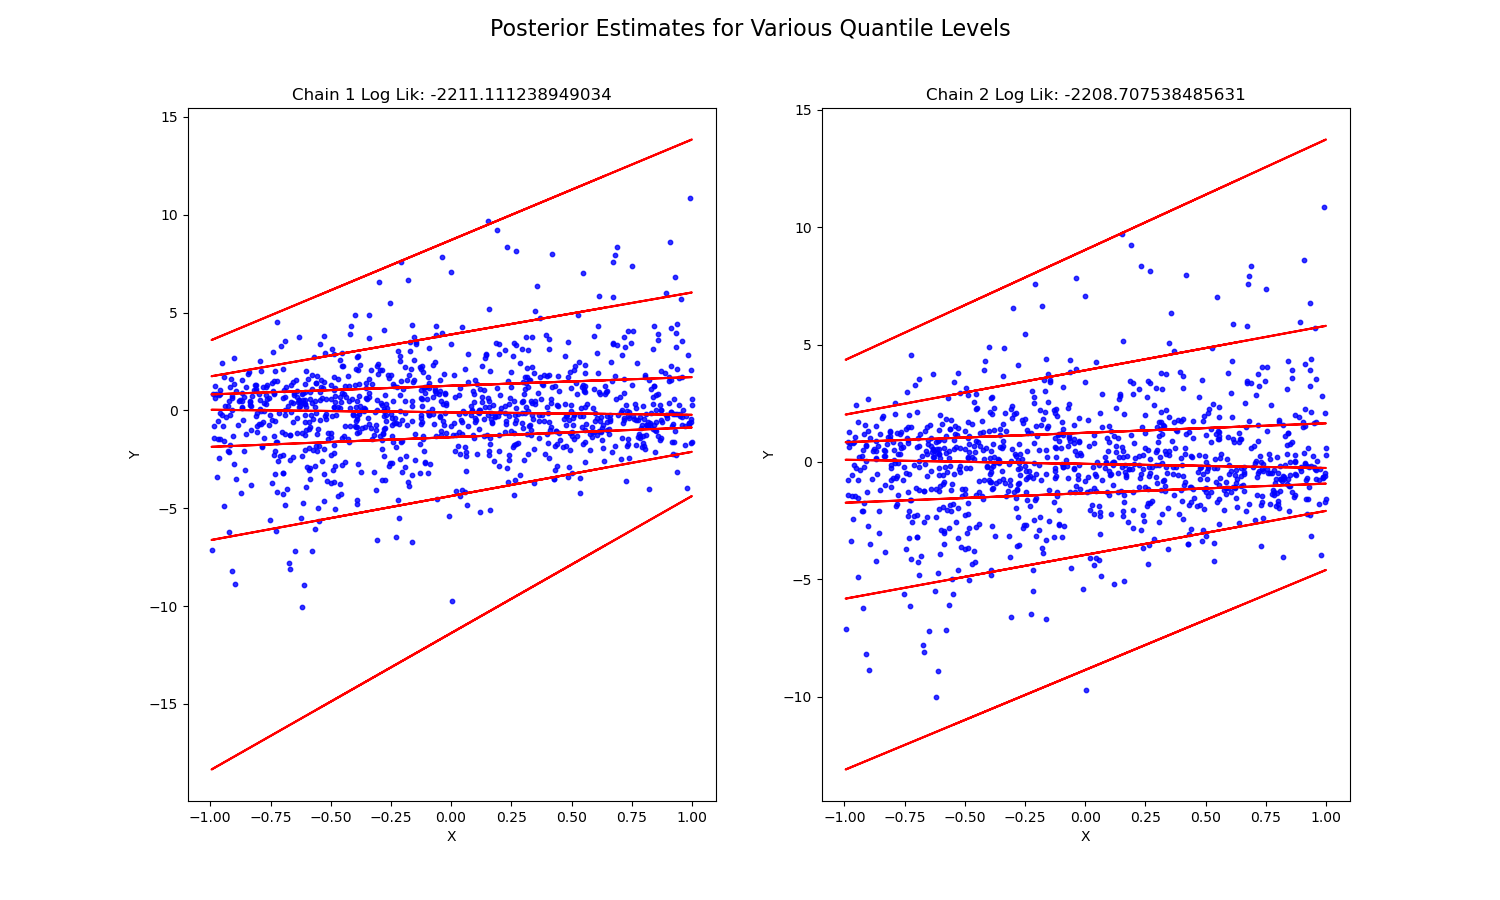 Posterior Estimates for Various Quantile Levels
Chain 1 Log Lik: -2211.111238949034
15
10
5
0
−5
−10
−15
Y
−1.00 −0.75 −0.50 −0.25 0.00 0.25 0.50 0.75 1.00
X
Chain 2 Log Lik: -2208.707538485631
15
10
5
0
−5
−10
Y
−1.00 −0.75 −0.50 −0.25 0.00 0.25 0.50 0.75 1.00
X